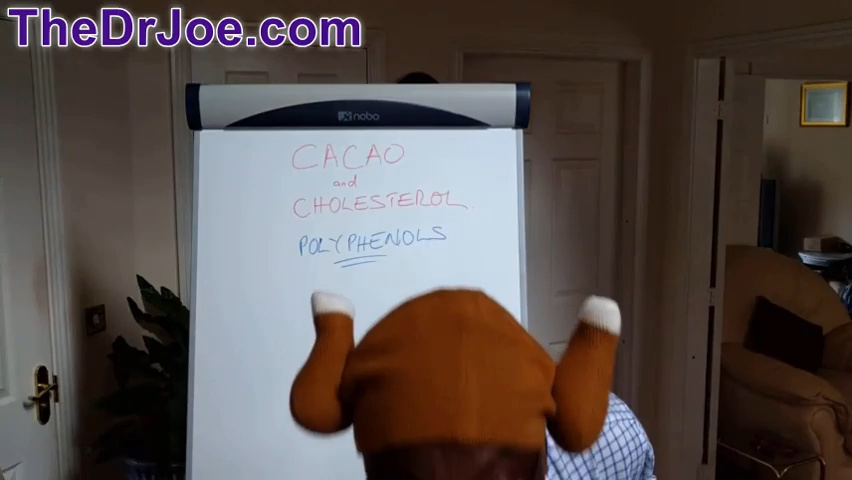 TheDrJoe.com
nobo
CACAO
and
CHOLESTEROL
POLYPHENOLS